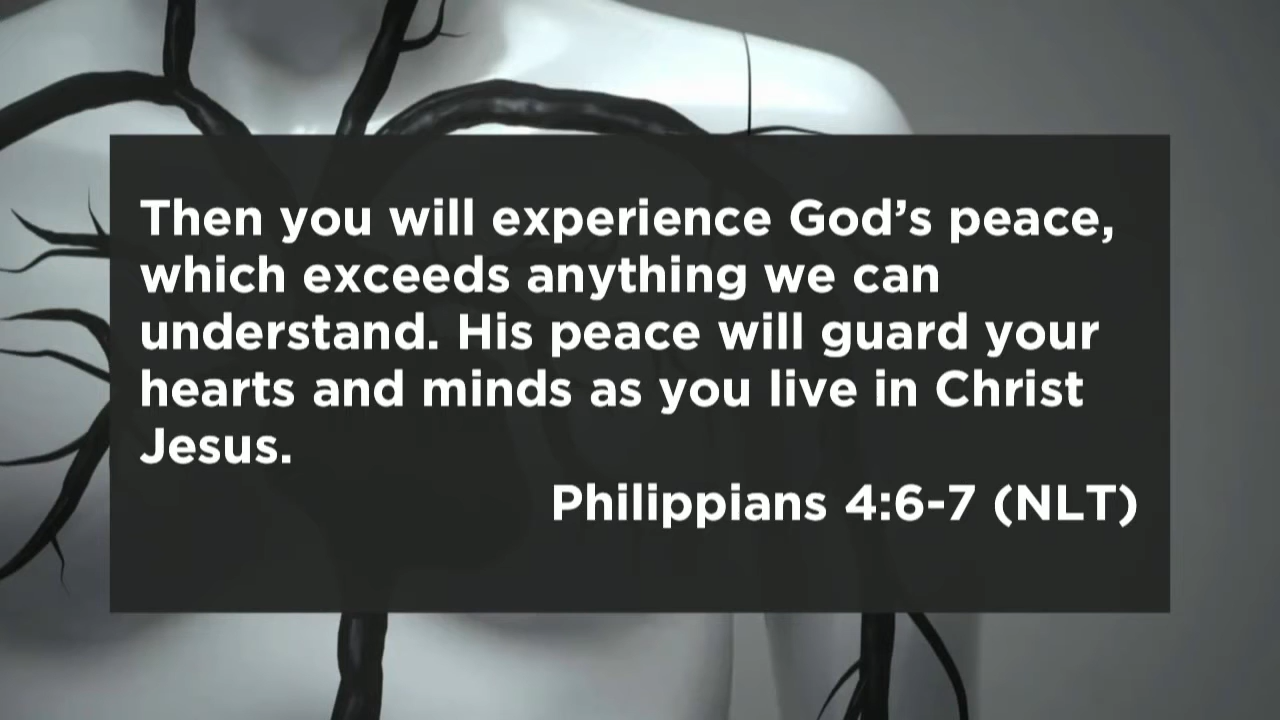 Then you will experience God’s peace,
which exceeds anything we can
understand. His peace will guard your
hearts and minds as you live in Christ
Jesus.
Philippians 4:6-7 (NLT)